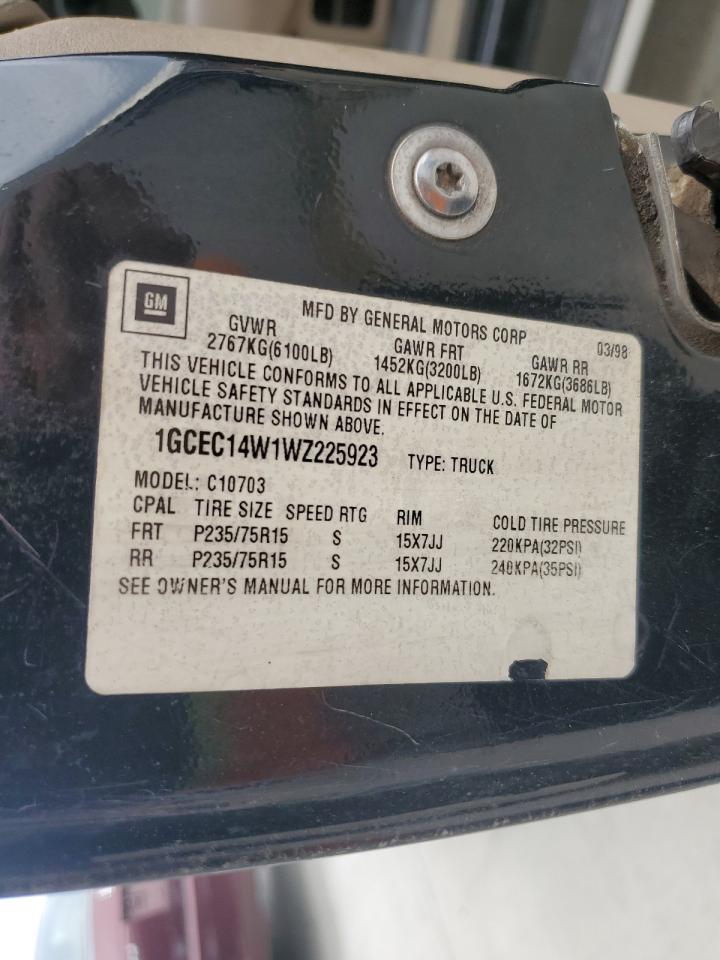 GM
MFD BY GENERAL MOTORS CORP 03/98
GVWR GAWR FRT GAWR RR
2767KG(6100LB) 1452KG(3200LB) 1672KG(3686LB)
THIS VEHICLE CONFORMS TO ALL APPLICABLE U.S. FEDERAL MOTOR
VEHICLE SAFETY STANDARDS IN EFFECT ON THE DATE OF
MANUFACTURE SHOWN ABOVE.
1GCEC14W1WZ225923 TYPE: TRUCK
MODEL: C10703
CPAL TIRE SIZE SPEED RTG RIM COLD TIRE PRESSURE
FRT P235/75R15 S 15X7JJ 220KPA(32PSI)
RR P235/75R15 S 15X7JJ 240KPA(35PSI)
SEE OWNER'S MANUAL FOR MORE INFORMATION.